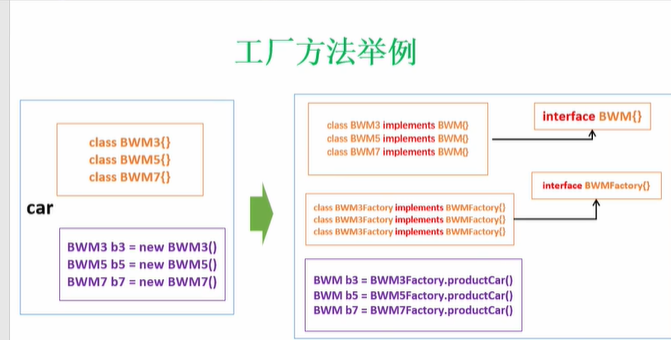 工厂方法举例
class BWM3{}
class BWM5{}
class BWM7{}
car
BWM3 b3 = new BWM3()
BWM5 b5 = new BWM5()
BWM7 b7 = new BWM7()
class BWM3 implements BWM{}
class BWM5 implements BWM{}
class BWM7 implements BWM{}
interface BWM{}
class BWM3Factory implements BWMFactory{}
class BWM3Factory implements BWMFactory{}
class BWM3Factory implements BWMFactory{}
interface BWMFactory{}
BWM b3 = BWM3Factory.productCar()
BWM b5 = BWM5Factory.productCar()
BWM b7 = BWM7Factory.productCar()